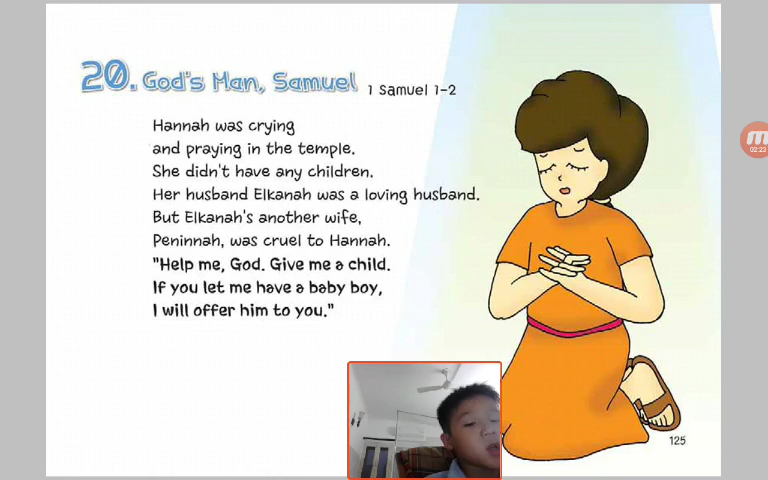 20. God's Man, Samuel 1 Samuel 1-2
Hannah was crying
and praying in the temple.
She didn't have any children.
Her husband Elkanah was a loving husband.
But Elkanah's another wife,
Peninnah, was cruel to Hannah.
"Help me, God. Give me a child.
If you let me have a baby boy,
I will offer him to you."
02:23
125